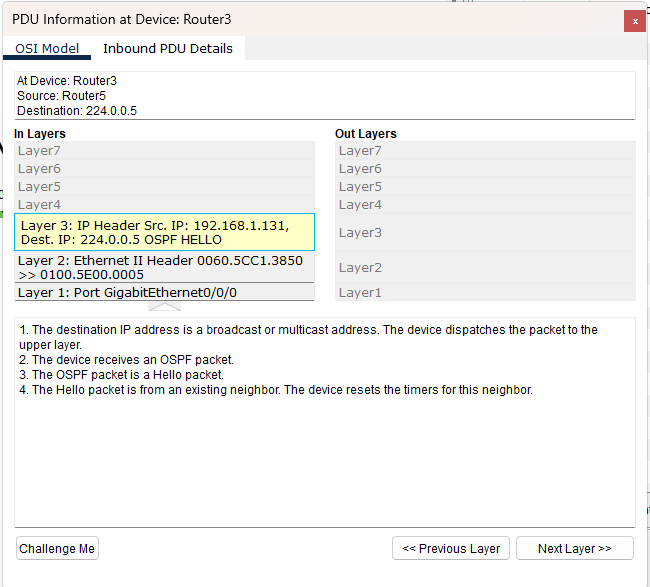 PDU Information at Device: Router3
x
OSI Model Inbound PDU Details
At Device: Router3
Source: Router5
Destination: 224.0.0.5
In Layers
Layer7
Layer6
Layer5
Layer4
Layer 3: IP Header Src. IP: 192.168.1.131,
Dest. IP: 224.0.0.5 OSPF HELLO
Layer 2: Ethernet II Header 0060.5CC1.3850
>> 0100.5E00.0005
Layer 1: Port GigabitEthernet0/0/0
Out Layers
Layer7
Layer6
Layer5
Layer4
Layer3
Layer2
Layer1
1. The destination IP address is a broadcast or multicast address. The device dispatches the packet to the
upper layer.
2. The device receives an OSPF packet.
3. The OSPF packet is a Hello packet.
4. The Hello packet is from an existing neighbor. The device resets the timers for this neighbor.
Challenge Me
<< Previous Layer
Next Layer >>